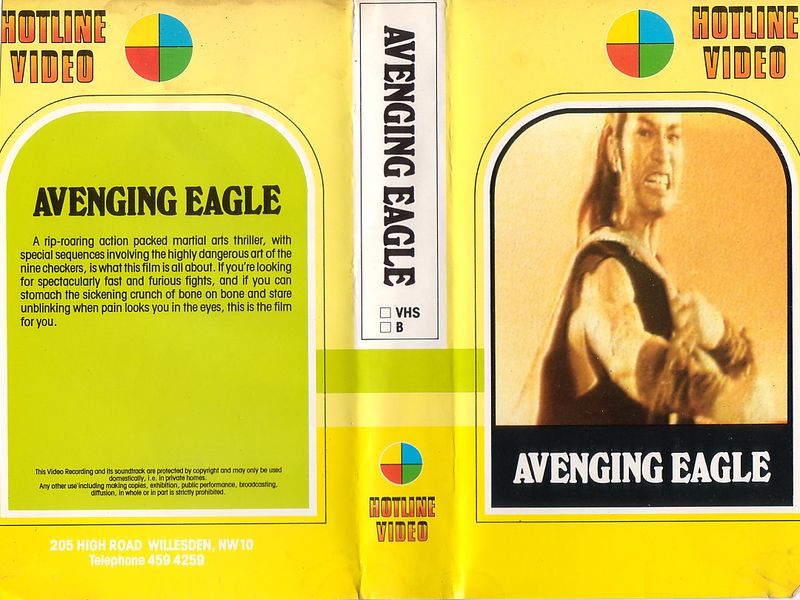 HOTLINE
VIDEO
AVENGING EAGLE
A rip-roaring action packed martial arts thriller, with
special sequences involving the highly dangerous art of the
nine checkers, is what this film is all about. If you're looking
for spectacularly fast and furious fights, and if you can
stomach the sickening crunch of bone on bone and stare
unblinking when pain looks you in the eyes, this is the film
for you.
This Video Recording and its soundtrack are protected by copyright and may only be used
domestically, i.e. in private homes.
Any other use including making copies, exhibition, public performance, broadcasting,
diffusion, in whole or in part is strictly prohibited.
205 HIGH ROAD WILLESDEN, NW10
Telephone 459 4259
AVENGING EAGLE
VHS
B
HOTLINE
VIDEO
HOTLINE
VIDEO
AVENGING EAGLE